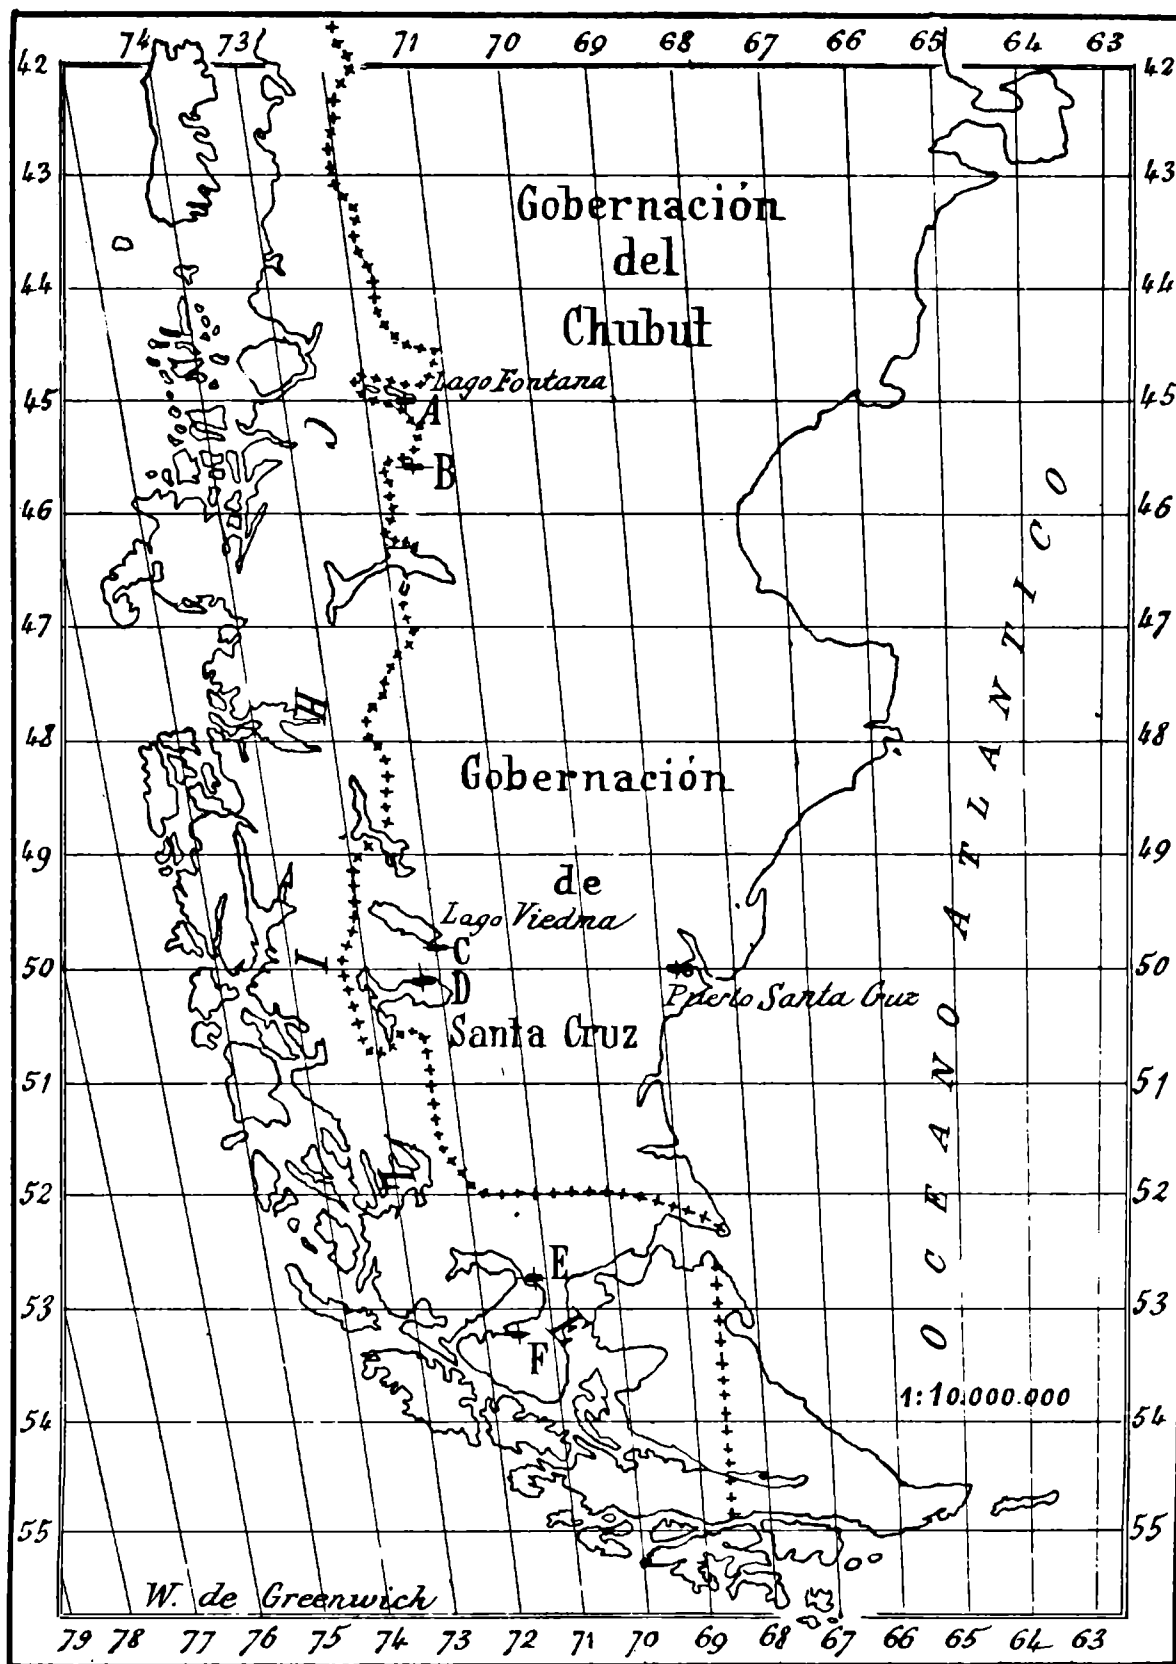 74 73 71 70 69 68 67 66 65 64 63
42 42
43 43
Gobernación
del
44 44
Chubut
Lago Fontana
45 A 45
B
46 46
47 47
H
48 48
Gobernación
49 49
de
Lago Viedma
C
I
50 50
D
Puerto Santa Cruz
Santa Cruz
51 51
L
52 52
E
53 53
F
1:10.000.000
54 54
55 55
OCEANO ATLANTICO
W. de Greenwich
79 78 77 76 75 74 73 72 71 70 69 68 67 66 65 64 63